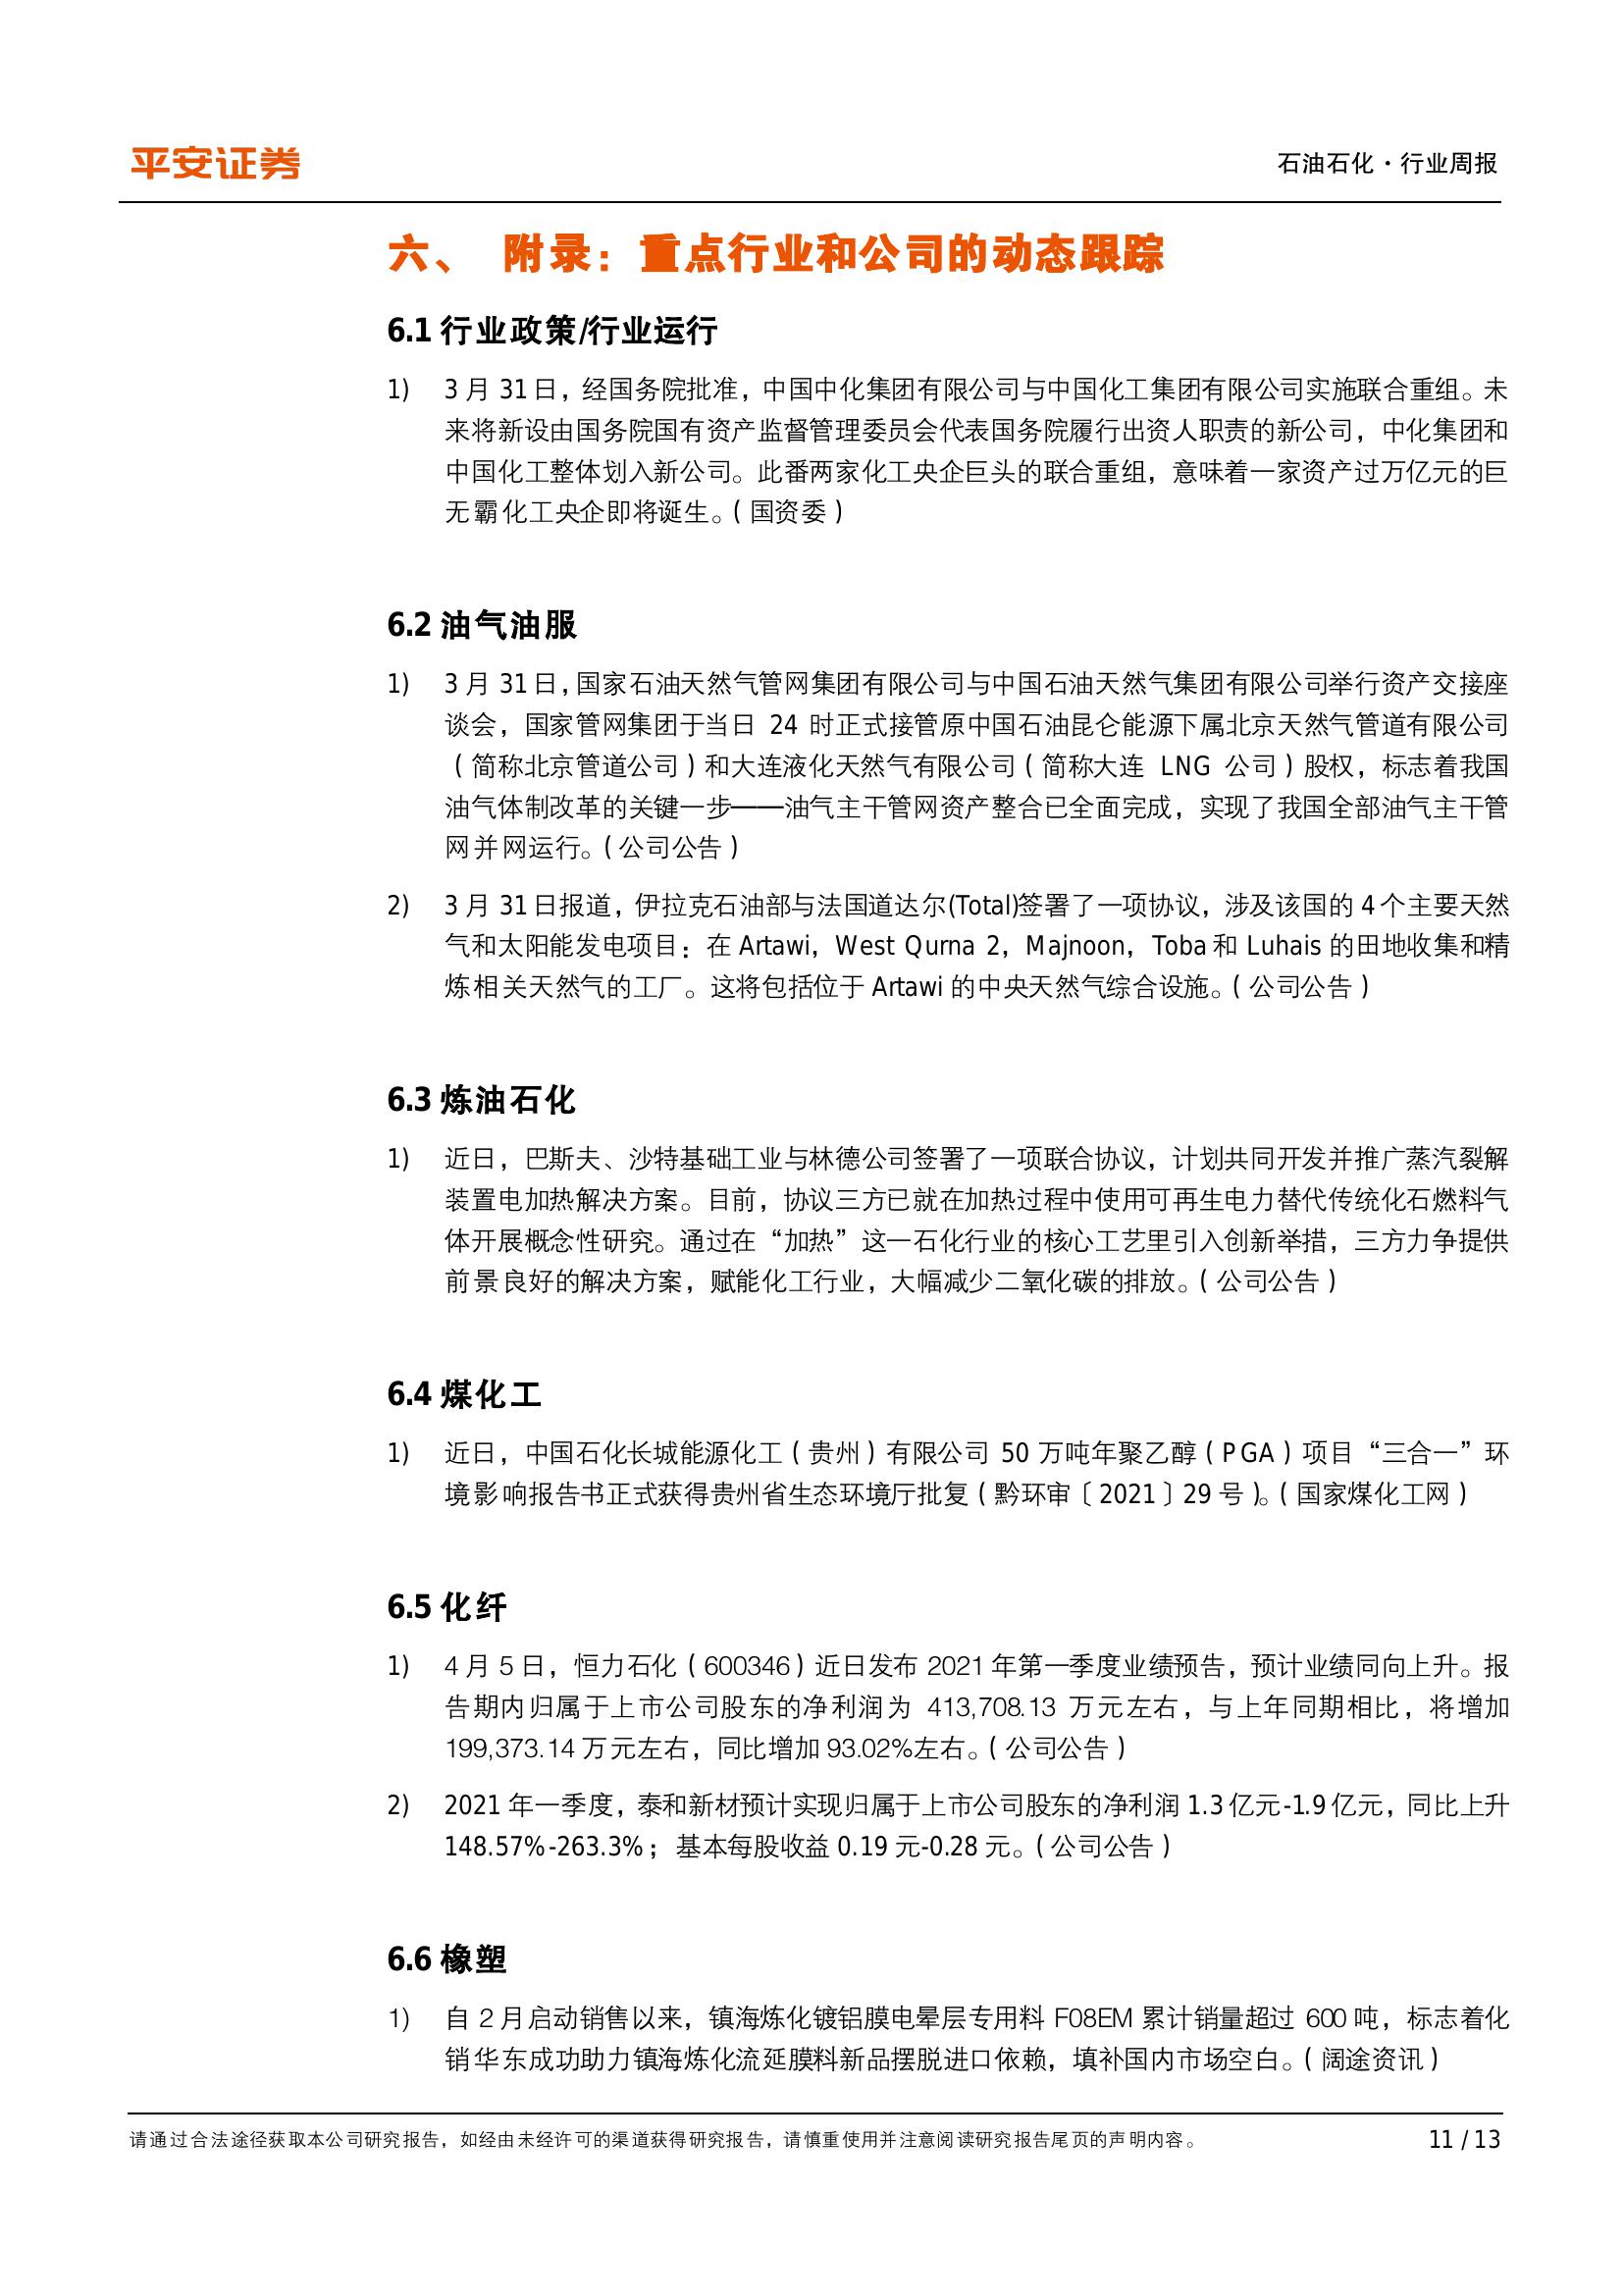 平安证券
石油石化·行业周报
六、 附录：重点行业和公司的动态跟踪
6.1 行业政策/行业运行
1) 3 月 31 日，经国务院批准，中国中化集团有限公司与中国化工集团有限公司实施联合重组。未
来将新设由国务院国有资产监督管理委员会代表国务院履行出资人职责的新公司，中化集团和
中国化工整体划入新公司。此番两家化工央企巨头的联合重组，意味着一家资产过万亿元的巨
无霸化工央企即将诞生。（国资委）
6.2 油气油服
1) 3 月 31 日，国家石油天然气管网集团有限公司与中国石油天然气集团有限公司举行资产交接座
谈会，国家管网集团于当日 24 时正式接管原中国石油昆仑能源下属北京天然气管道有限公司
（简称北京管道公司）和大连液化天然气有限公司（简称大连 LNG 公司）股权，标志着我国
油气体制改革的关键一步——油气主干管网资产整合已全面完成，实现了我国全部油气主干管
网并网运行。（公司公告）
2) 3 月 31 日报道，伊拉克石油部与法国道达尔(Total)签署了一项协议，涉及该国的 4 个主要天然
气和太阳能发电项目：在 Artawi，West Qurna 2，Majnoon，Toba 和 Luhais 的田地收集和精
炼相关天然气的工厂。这将包括位于 Artawi 的中央天然气综合设施。（公司公告）
6.3 炼油石化
1) 近日，巴斯夫、沙特基础工业与林德公司签署了一项联合协议，计划共同开发并推广蒸汽裂解
装置电加热解决方案。目前，协议三方已就在加热过程中使用可再生电力替代传统化石燃料气
体开展概念性研究。通过在“加热”这一石化行业的核心工艺里引入创新举措，三方力争提供
前景良好的解决方案，赋能化工行业，大幅减少二氧化碳的排放。（公司公告）
6.4 煤化工
1) 近日，中国石化长城能源化工（贵州）有限公司 50 万吨年聚乙醇（PGA）项目“三合一”环
境影响报告书正式获得贵州省生态环境厅批复（黔环审〔2021〕29 号）。（国家煤化工网）
6.5 化纤
1) 4 月 5 日，恒力石化（600346）近日发布 2021 年第一季度业绩预告，预计业绩同向上升。报
告期内归属于上市公司股东的净利润为 413,708.13 万元左右，与上年同期相比，将增加
199,373.14 万元左右，同比增加 93.02%左右。（公司公告）
2) 2021 年一季度，泰和新材预计实现归属于上市公司股东的净利润 1.3 亿元-1.9 亿元，同比上升
148.57%-263.3%；基本每股收益 0.19 元-0.28 元。（公司公告）
6.6 橡塑
1) 自 2 月启动销售以来，镇海炼化镀铝膜电晕层专用料 F08EM 累计销量超过 600 吨，标志着化
销华东成功助力镇海炼化流延膜料新品摆脱进口依赖，填补国内市场空白。（阔途资讯）
请通过合法途径获取本公司研究报告，如经由未经许可的渠道获得研究报告，请慎重使用并注意阅读研究报告尾页的声明内容。
11 / 13